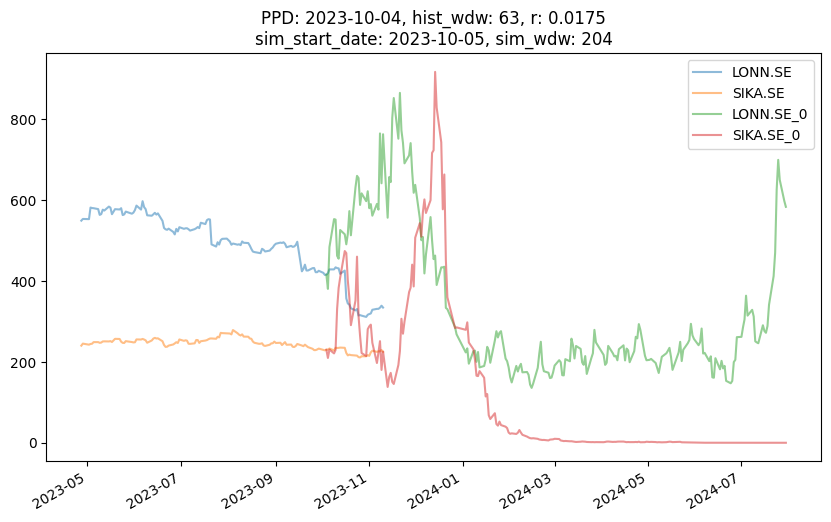 PPD: 2023-10-04, hist_wdw: 63, r: 0.0175
sim_start_date: 2023-10-05, sim_wdw: 204
LONN.SE
SIKA.SE
LONN.SE_0
SIKA.SE_0
800
600
400
200
0
2023-05
2023-07
2023-09
2023-11
2024-01
2024-03
2024-05
2024-07